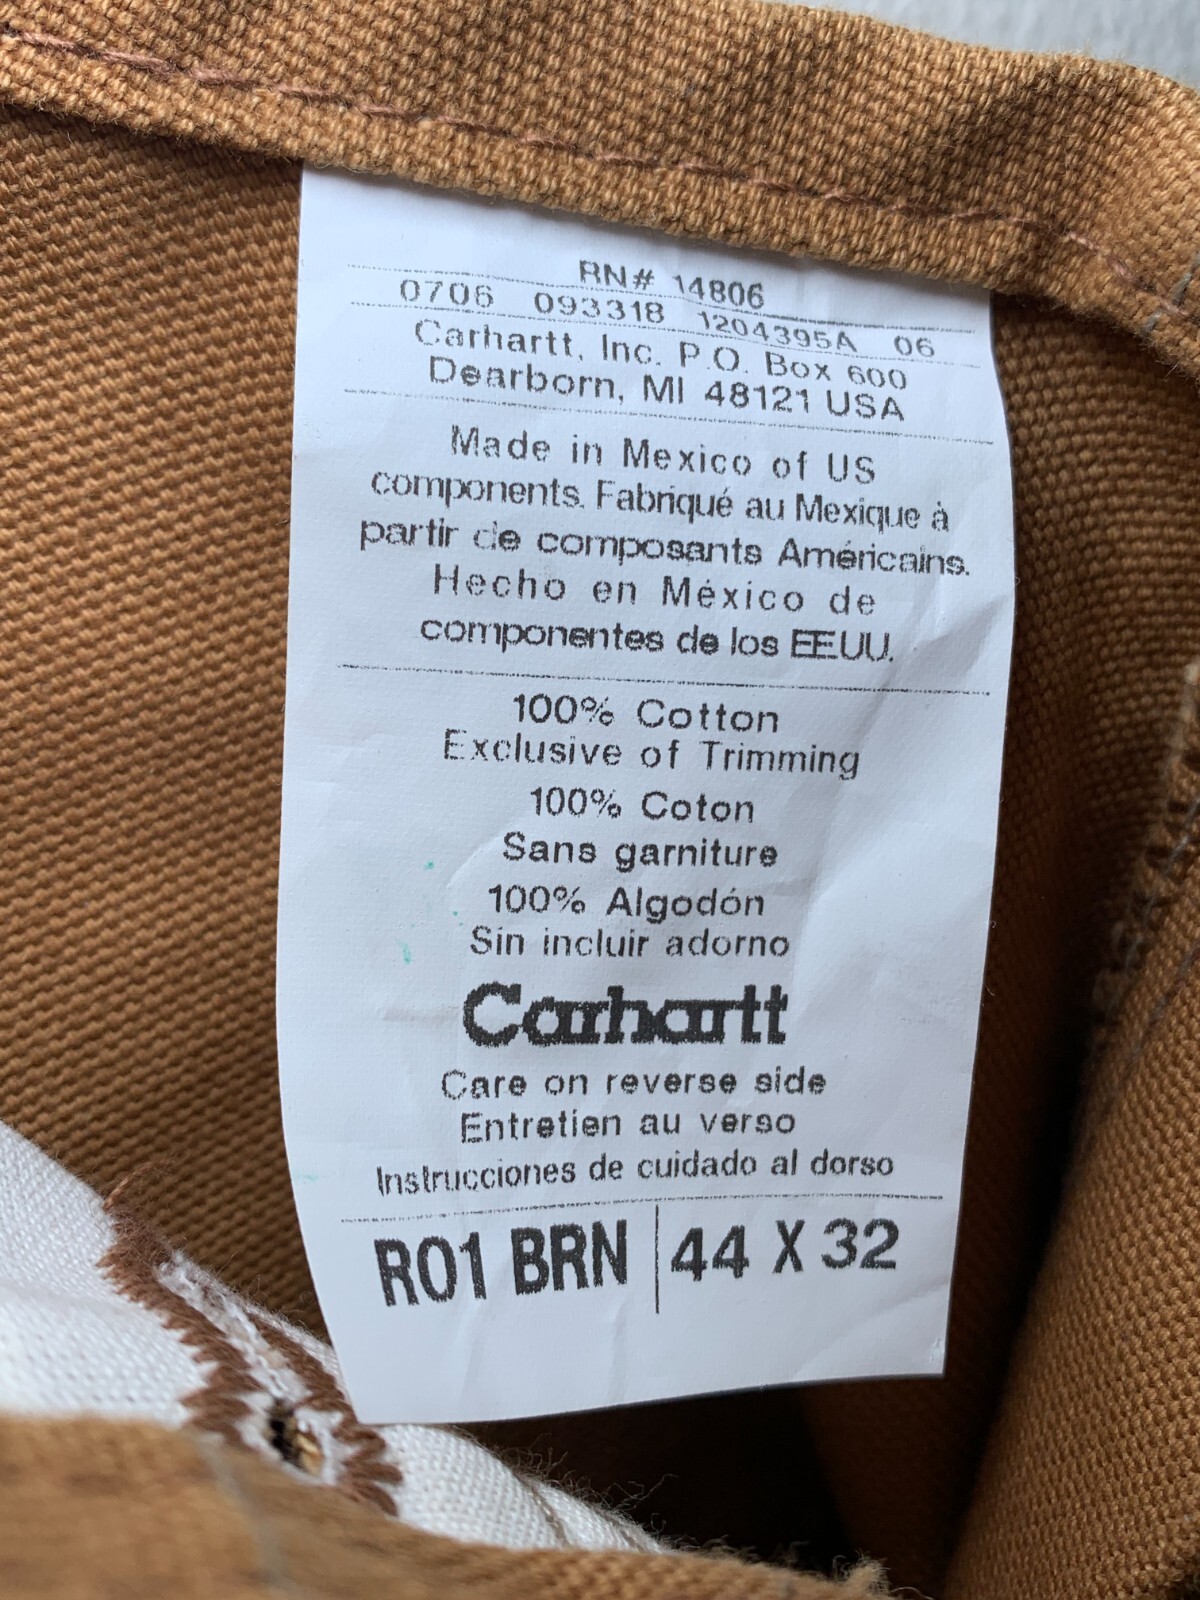 RN# 14806
0706 093318 1204395A 06
Carhartt, Inc. P.O. Box 600
Dearborn, MI 48121 USA
Made in Mexico of US
components. Fabriqué au Mexique à
partir de composants Américains.
Hecho en México de
componentes de los EEUU.
100% Cotton
Exclusive of Trimming
100% Coton
Sans garniture
100% Algodón
Sin incluir adorno
Carhartt
Care on reverse side
Entretien au verso
Instrucciones de cuidado al dorso
R01 BRN 44 X 32